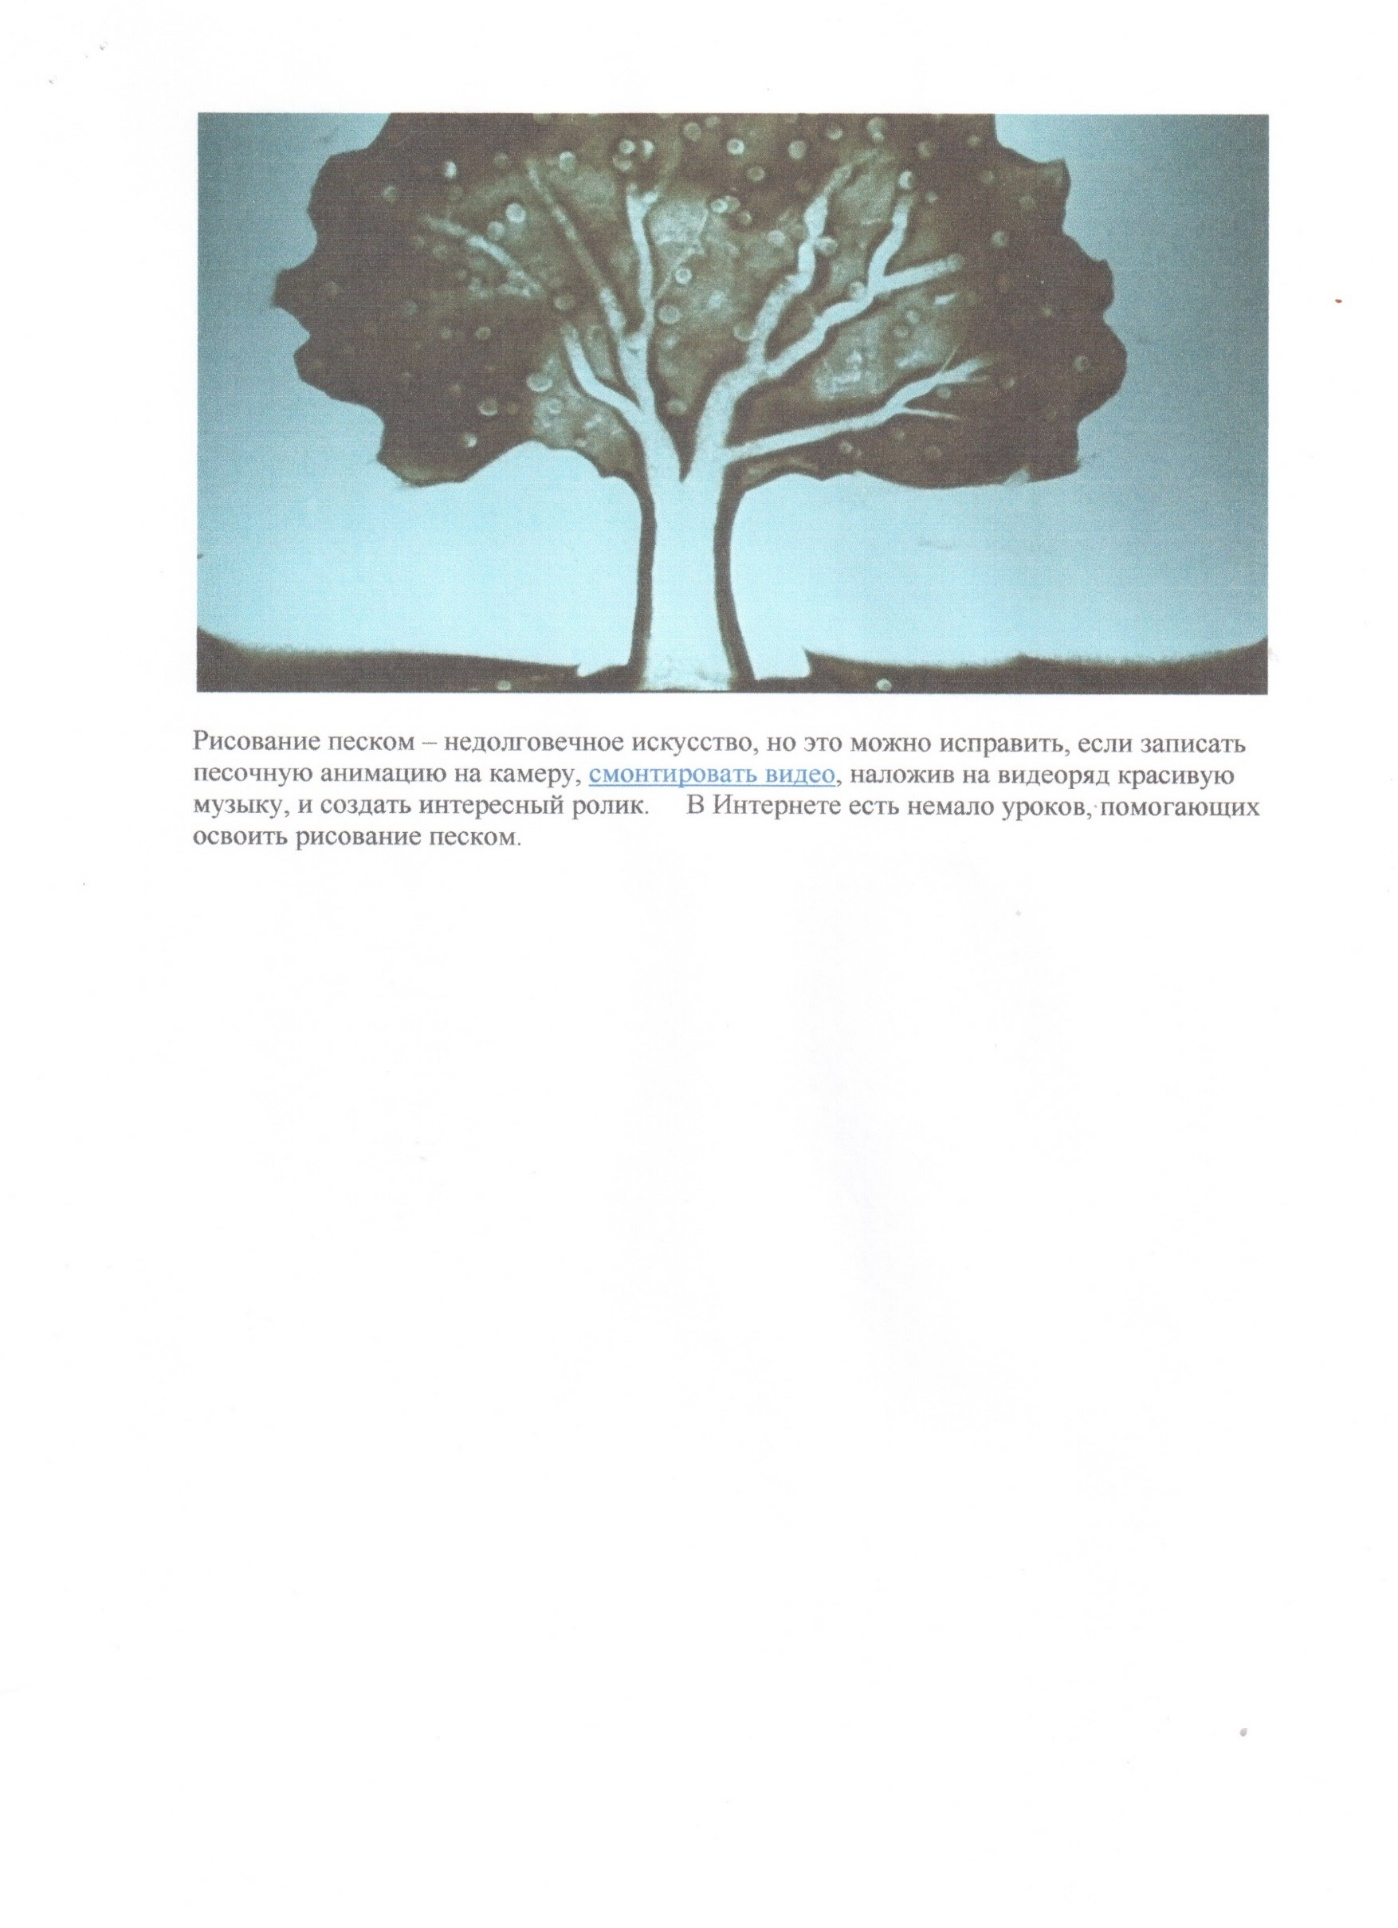 Рисование песком – недолговечное искусство, но это можно исправить, если записать
песочную анимацию на камеру, смонтировать видео, наложив на видеоряд красивую
музыку, и создать интересный ролик. В Интернете есть немало уроков, помогающих
освоить рисование песком.